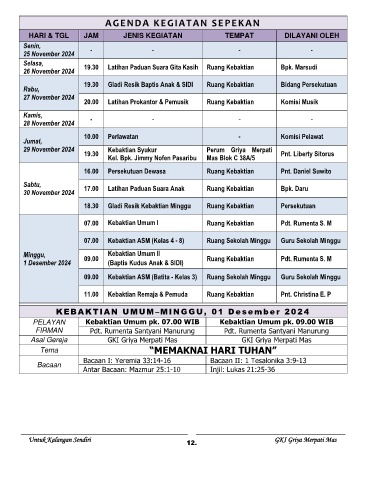 AGENDA KEGIATAN SEPEKAN
HARI & TGL JAM JENIS KEGIATAN TEMPAT DILAYANI OLEH
Senin,
25 November 2024 - - - -
Selasa,
26 November 2024 19.30 Latihan Paduan Suara Gita Kasih Ruang Kebaktian Bpk. Marsudi
Rabu,
27 November 2024
19.30 Gladi Resik Baptis Anak & SIDI Ruang Kebaktian Bidang Persekutuan
20.00 Latihan Prokantor & Pemusik Ruang Kebaktian Komisi Musik
Kamis,
28 November 2024 - - - -
Jumat,
29 November 2024
10.00 Perlawatan - Komisi Pelawat
19.30 Kebaktian Syukur
Kel. Bpk. Jimmy Nofen Pasaribu
Perum Griya Merpati
Mas Blok C 38A/5
Pnt. Liberty Sitorus
Sabtu,
30 November 2024
16.00 Persekutuan Dewasa Ruang Kebaktian Pnt. Daniel Suwito
17.00 Latihan Paduan Suara Anak Ruang Kebaktian Bpk. Daru
18.30 Gladi Resik Kebaktian Minggu Ruang Kebaktian Persekutuan
Minggu,
1 Desember 2024
07.00 Kebaktian Umum I Ruang Kebaktian Pdt. Rumenta S. M
07.00 Kebaktian ASM (Kelas 4 - 8) Ruang Sekolah Minggu Guru Sekolah Minggu
09.00 Kebaktian Umum II
(Baptis Kudus Anak & SIDI)
Ruang Kebaktian Pdt. Rumenta S. M
09.00 Kebaktian ASM (Batita - Kelas 3) Ruang Sekolah Minggu Guru Sekolah Minggu
11.00 Kebaktian Remaja & Pemuda Ruang Kebaktian Pnt. Christina E. P
KEBAKTIAN UMUM–MINGGU, 01 Desember 2024
PELAYAN
FIRMAN
Kebaktian Umum pk. 07.00 WIB Kebaktian Umum pk. 09.00 WIB
Pdt. Rumenta Santyani Manurung Pdt. Rumenta Santyani Manurung
Asal Gereja GKI Griya Merpati Mas GKI Griya Merpati Mas
Tema “MEMAKNAI HARI TUHAN”
Bacaan
Bacaan I: Yeremia 33:14-16 Bacaan II: 1 Tesalonika 3:9-13
Antar Bacaan: Mazmur 25:1-10 Injil: Lukas 21:25-36
Untuk Kalangan Sendiri 12. GKI Griya Merpati Mas